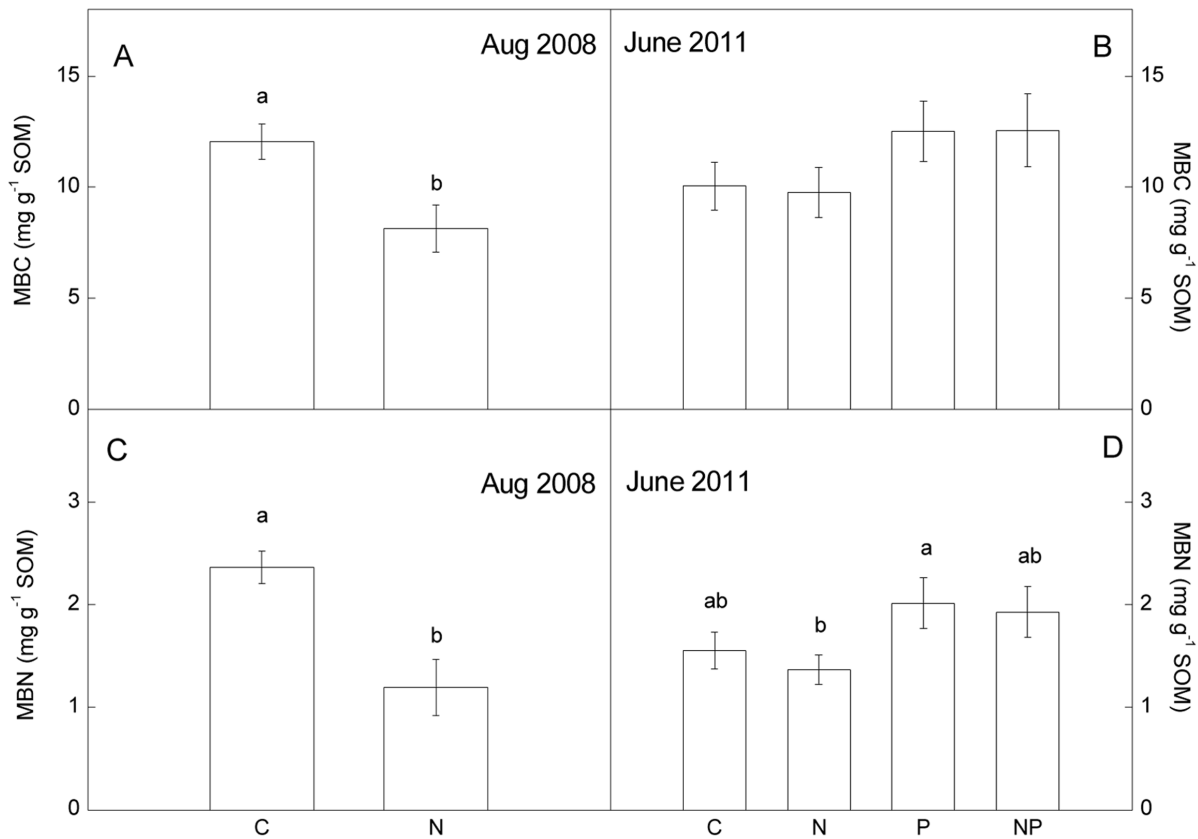 A
Aug 2008
15
a
b
10
5
0
MBC (mg g⁻¹ SOM)
June 2011
B
15
10
5
0
MBC (mg g⁻¹ SOM)
C
Aug 2008
3
a
2
b
1
0
MBN (mg g⁻¹ SOM)
C N
June 2011
D
3
ab
b
a
ab
2
1
0
MBN (mg g⁻¹ SOM)
C N P NP